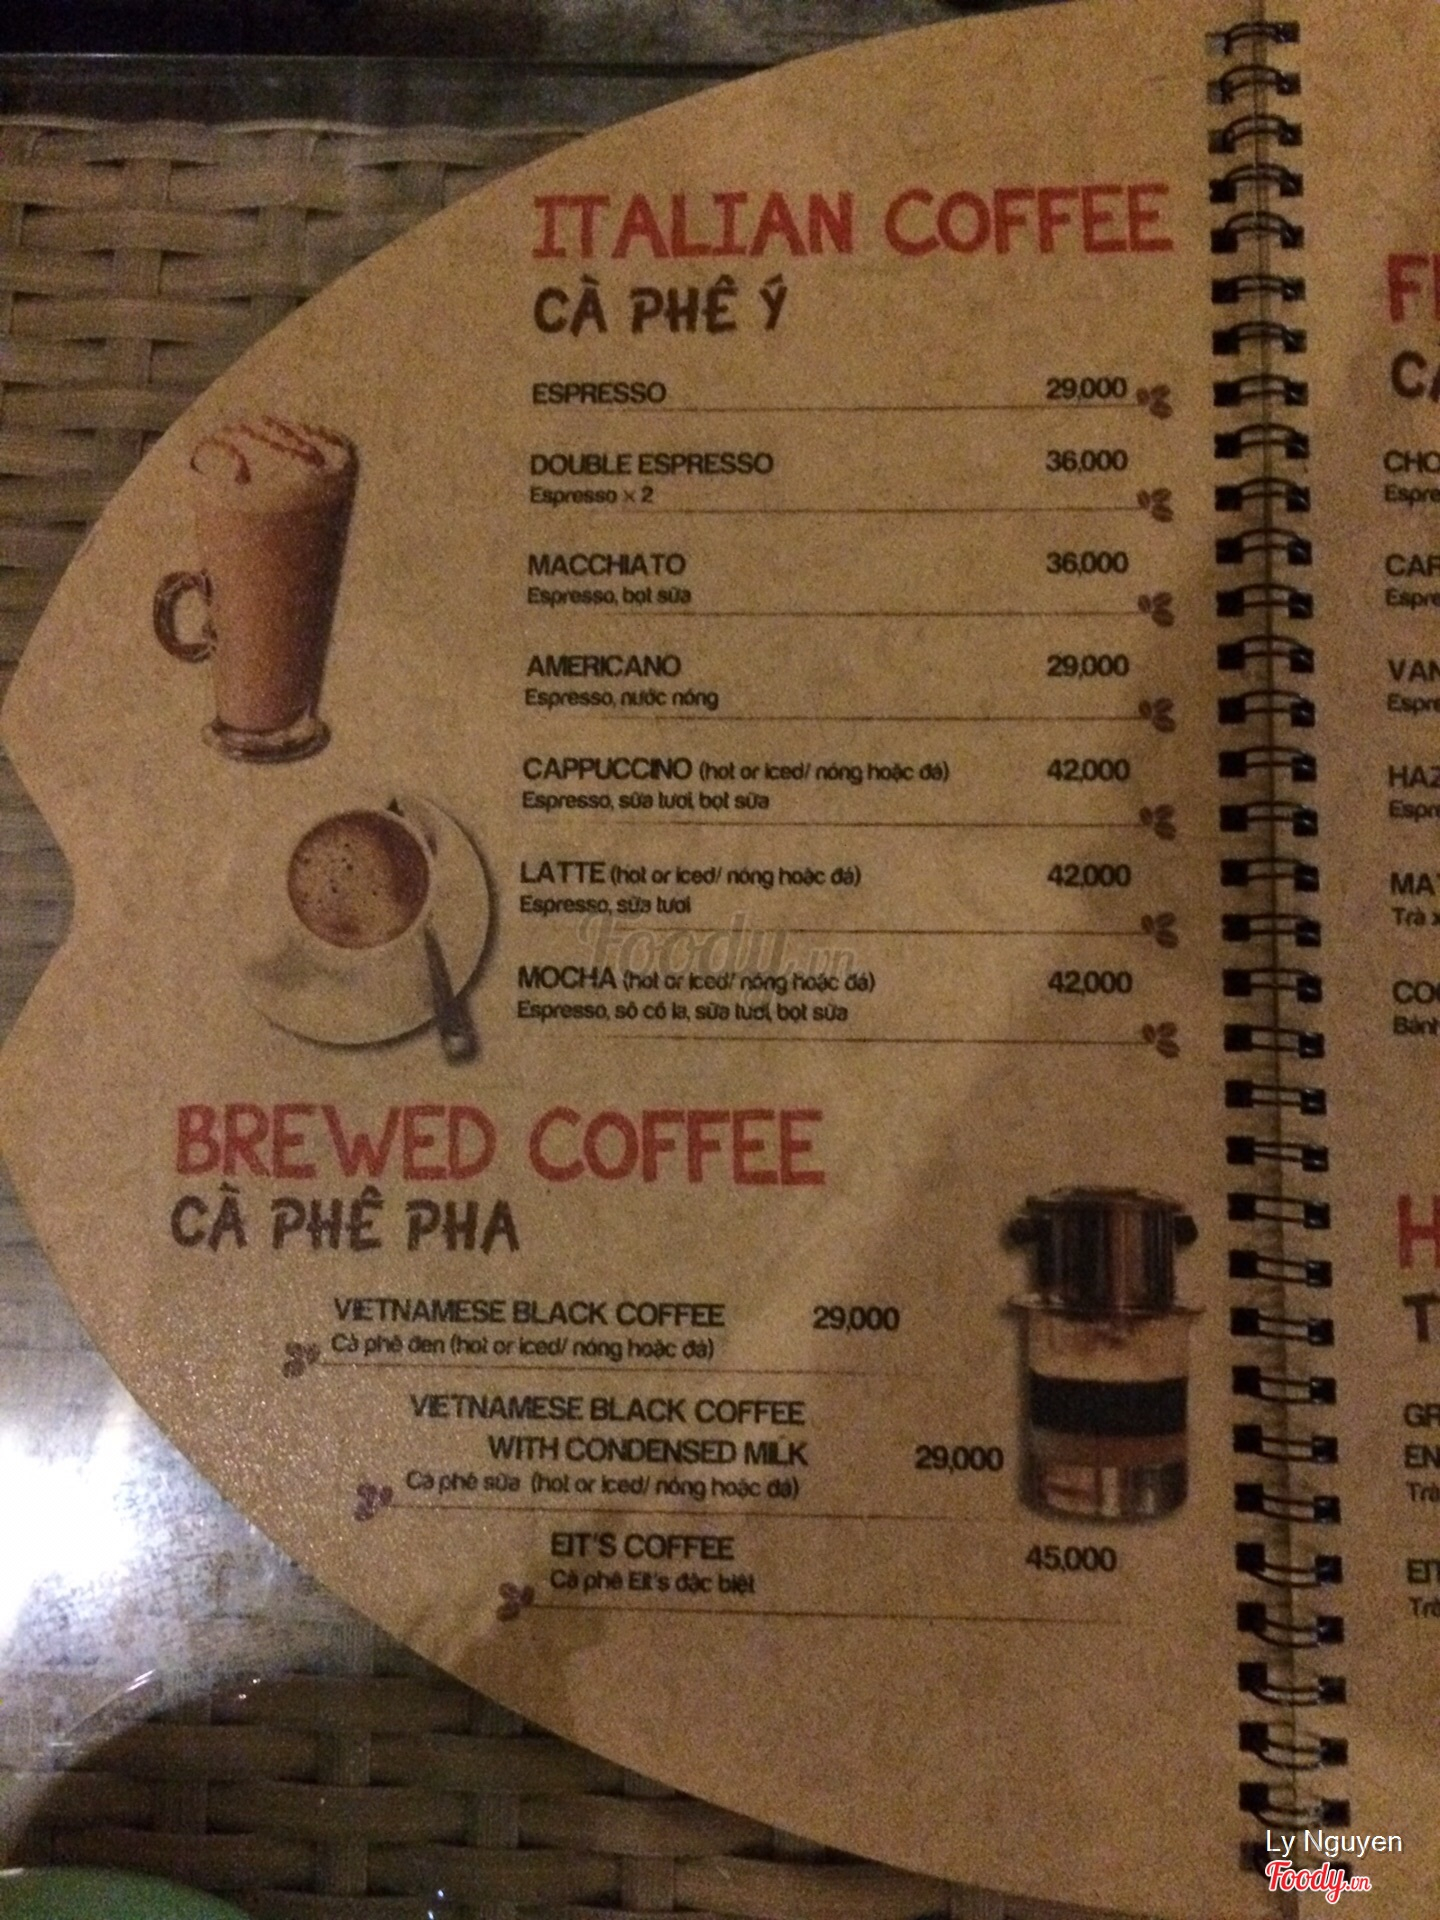 ITALIAN COFFEE
CÀ PHÊ Ý
ESPRESSO 29,000
DOUBLE ESPRESSO 36,000
Espresso x 2
MACCHIATO 36,000
Espresso, bọt sữa
AMERICANO 29,000
Espresso, nước nóng
CAPPUCCINO (hot or iced/ nóng hoặc đá) 42,000
Espresso, sữa tươi, bọt sữa
LATTE (hot or iced/ nóng hoặc đá) 42,000
Espresso, sữa tươi
Foody.vn
MOCHA (hot or iced/ nóng hoặc đá) 42,000
Espresso, sô cô la, sữa tươi, bọt sữa
BREWED COFFEE
CÀ PHÊ PHA
VIETNAMESE BLACK COFFEE 29,000
Cà phê đen (hot or iced/ nóng hoặc đá)
VIETNAMESE BLACK COFFEE
WITH CONDENSED MILK 29,000
Cà phê sữa (hot or iced/ nóng hoặc đá)
EIT'S COFFEE 45,000
Cà phê Eit's đặc biệt
Trà
Bánh
Trà
Trà
Ly Nguyen
Foody.vn